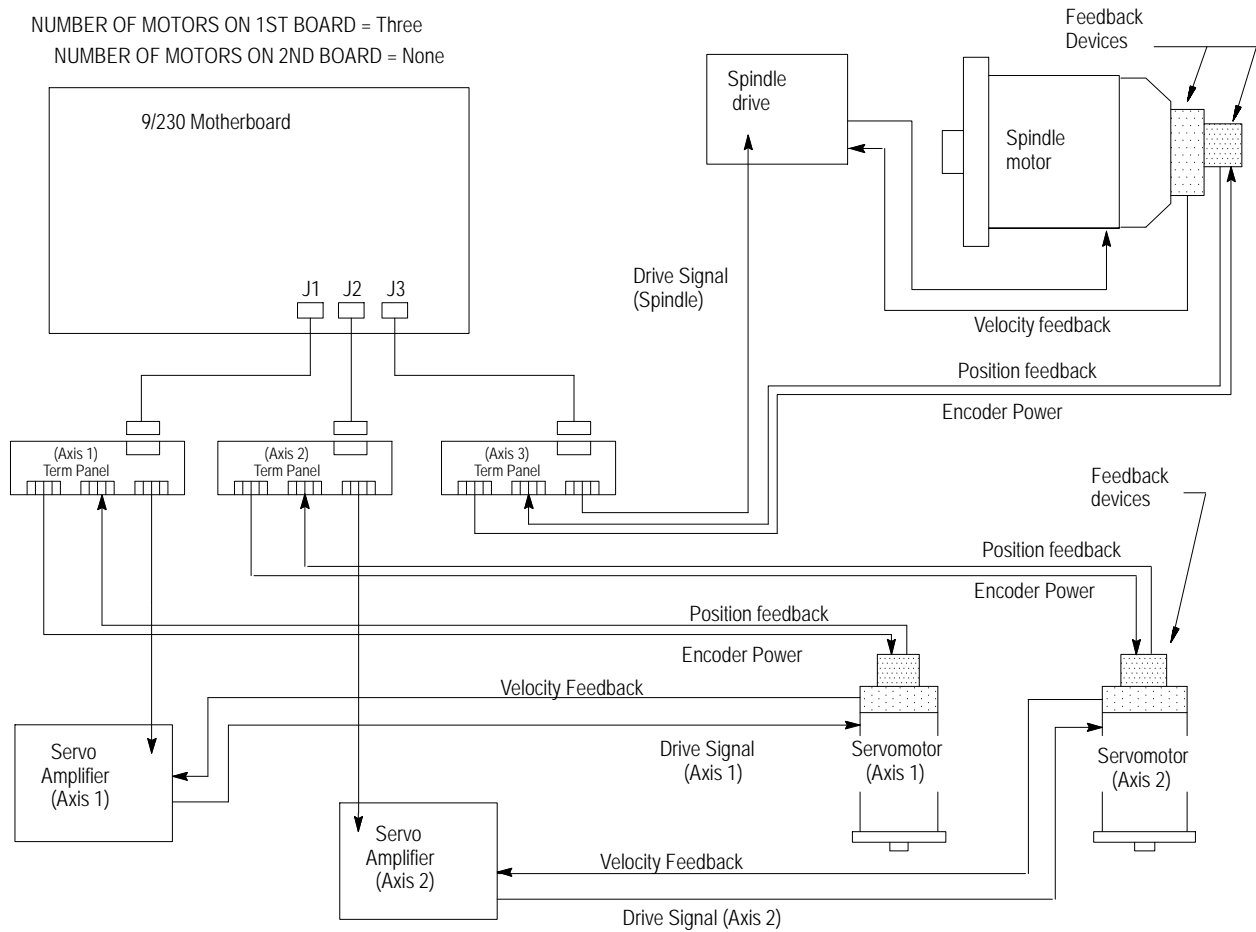 NUMBER OF MOTORS ON 1ST BOARD = Three
NUMBER OF MOTORS ON 2ND BOARD = None
9/230 Motherboard
J1
J2
J3
Feedback
Devices
Spindle
drive
Spindle
motor
Drive Signal
(Spindle)
Velocity feedback
Position feedback
Encoder Power
(Axis 1)
Term Panel
(Axis 2)
Term Panel
(Axis 3)
Term Panel
Feedback
devices
Position feedback
Encoder Power
Position feedback
Encoder Power
Velocity Feedback
Servo
Amplifier
(Axis 1)
Drive Signal
(Axis 1)
Servomotor
(Axis 1)
Servomotor
(Axis 2)
Servo
Amplifier
(Axis 2)
Velocity Feedback
Drive Signal (Axis 2)